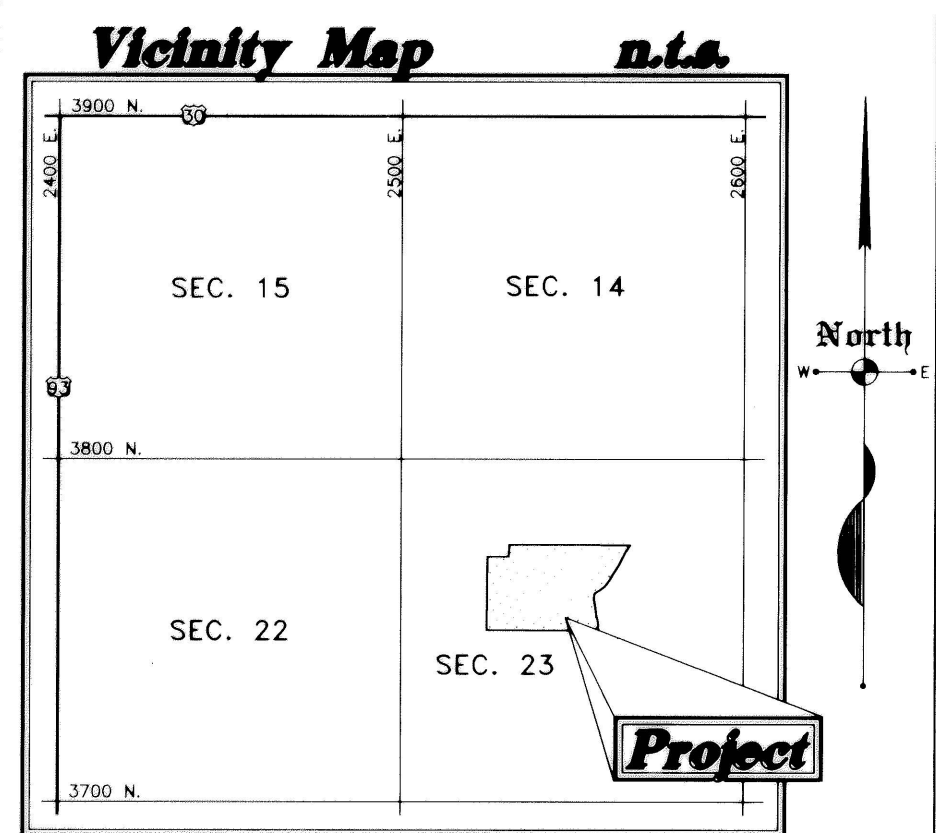 Vicinity Map n.t.s.
3900 N.
30
2400 E.
2500 E.
2600 E.
SEC. 15
SEC. 14
North
W E
93
3800 N.
SEC. 22
SEC. 23
Project
3700 N.